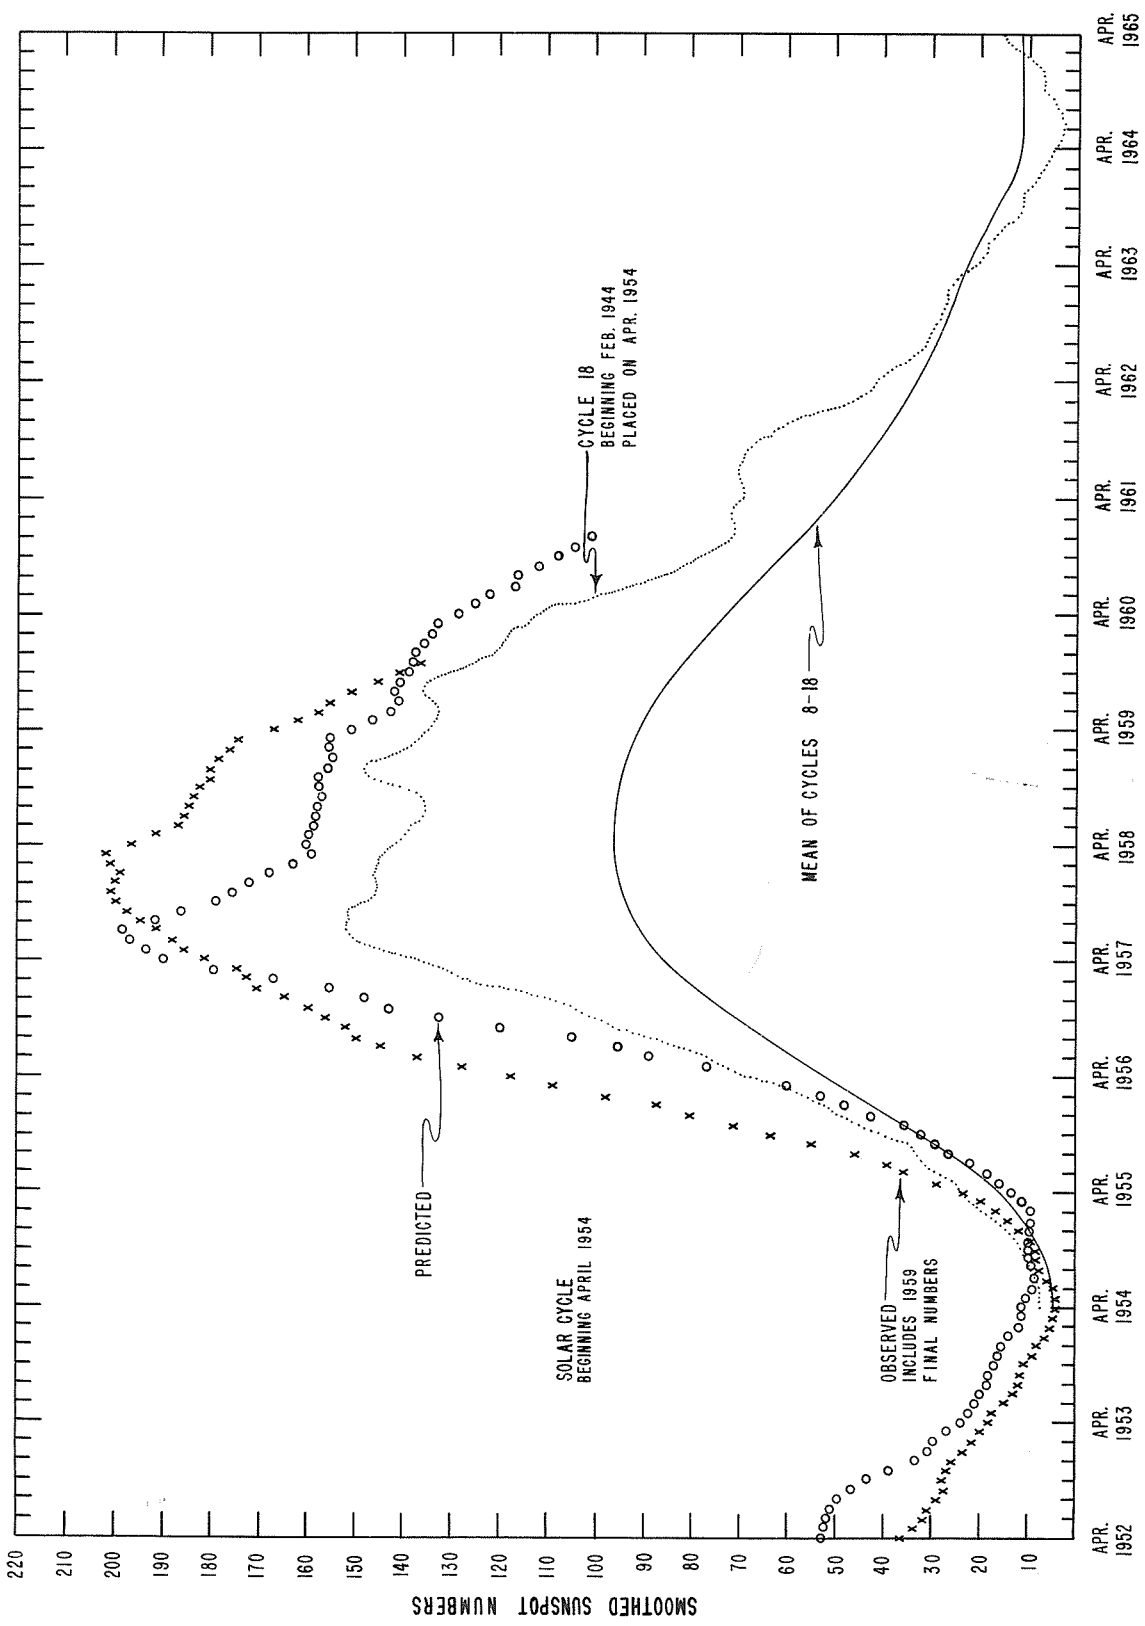 SMOOTHED SUNSPOT NUMBERS
220
210
200
190
180
170
160
150
140
130
120
110
100
90
80
70
60
50
40
30
20
10
PREDICTED
SOLAR CYCLE
BEGINNING APRIL 1954
OBSERVED
INCLUDES 1959
FINAL NUMBERS
CYCLE 18
BEGINNING FEB. 1944
PLACED ON APR. 1954
MEAN OF CYCLES 8-18
APR.
1952
APR.
1953
APR.
1954
APR.
1955
APR.
1956
APR.
1957
APR.
1958
APR.
1959
APR.
1960
APR.
1961
APR.
1962
APR.
1963
APR.
1964
APR.
1965